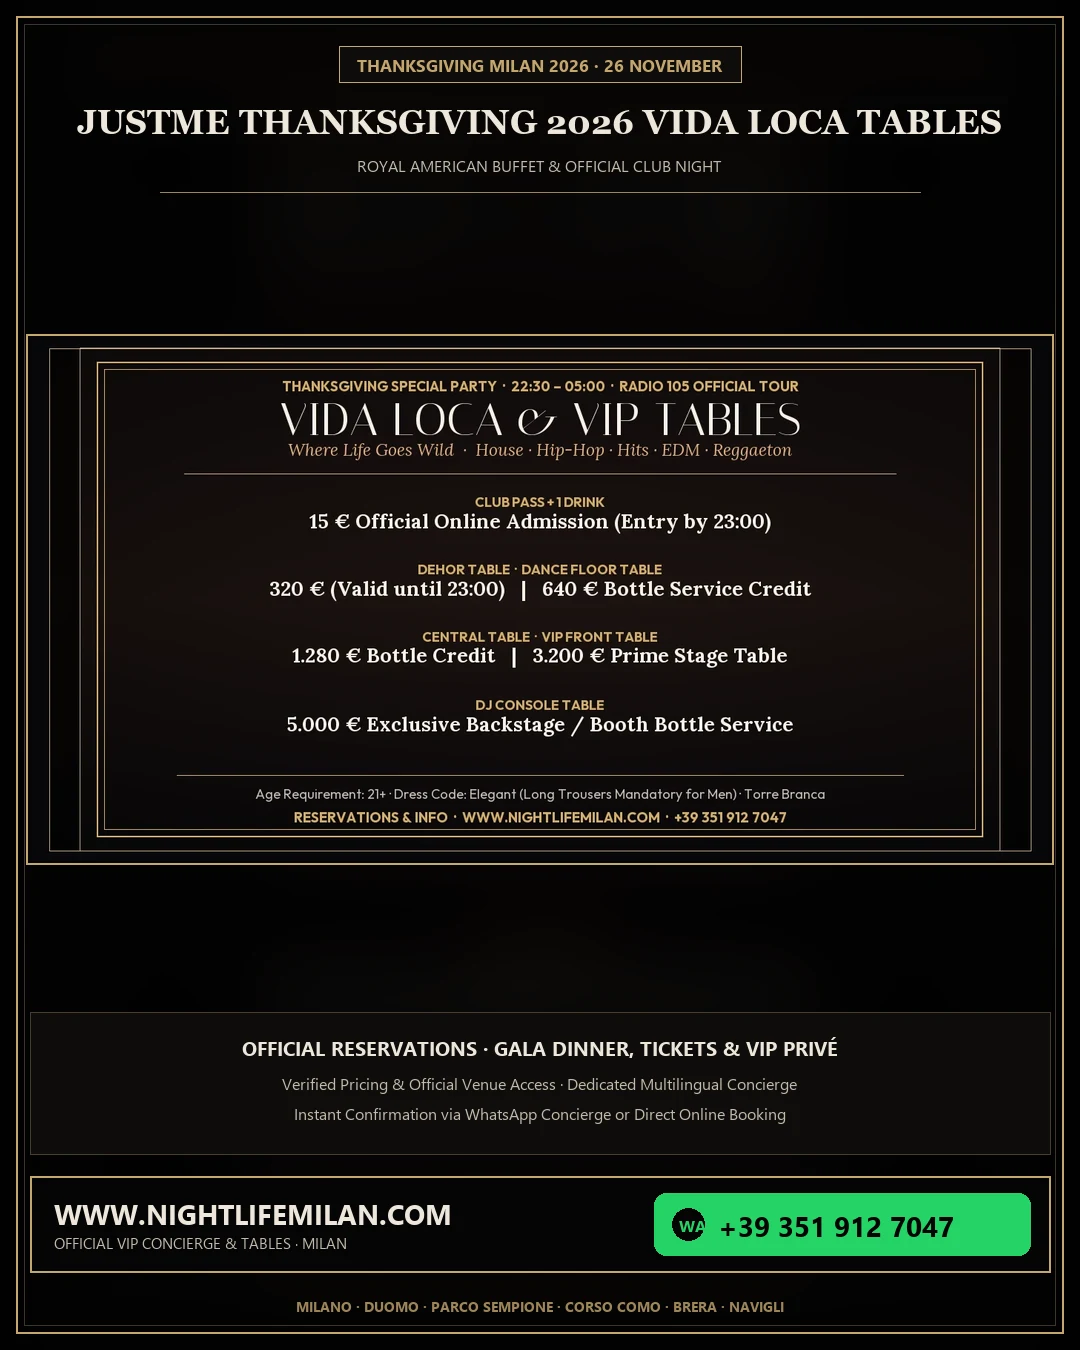 THANKSGIVING MILAN 2026 · 26 NOVEMBER
JUSTME THANKSGIVING 2026 VIDA LOCA TABLES
ROYAL AMERICAN BUFFET & OFFICIAL CLUB NIGHT
THANKSGIVING SPECIAL PARTY · 22:30 – 05:00 · RADIO 105 OFFICIAL TOUR
VIDA LOCA & VIP TABLES
Where Life Goes Wild · House · Hip-Hop · Hits · EDM · Reggaeton
CLUB PASS + 1 DRINK
15 € Official Online Admission (Entry by 23:00)
DEHOR TABLE · DANCE FLOOR TABLE
320 € (Valid until 23:00) | 640 € Bottle Service Credit
CENTRAL TABLE · VIP FRONT TABLE
1.280 € Bottle Credit | 3.200 € Prime Stage Table
DJ CONSOLE TABLE
5.000 € Exclusive Backstage / Booth Bottle Service
Age Requirement: 21+ · Dress Code: Elegant (Long Trousers Mandatory for Men) · Torre Branca
RESERVATIONS & INFO · WWW.NIGHTLIFEMILAN.COM · +39 351 912 7047
OFFICIAL RESERVATIONS · GALA DINNER, TICKETS & VIP PRIVÉ
Verified Pricing & Official Venue Access · Dedicated Multilingual Concierge
Instant Confirmation via WhatsApp Concierge or Direct Online Booking
WWW.NIGHTLIFEMILAN.COM
OFFICIAL VIP CONCIERGE & TABLES · MILAN
WA +39 351 912 7047
MILANO · DUOMO · PARCO SEMPIONE · CORSO COMO · BRERA · NAVIGLI